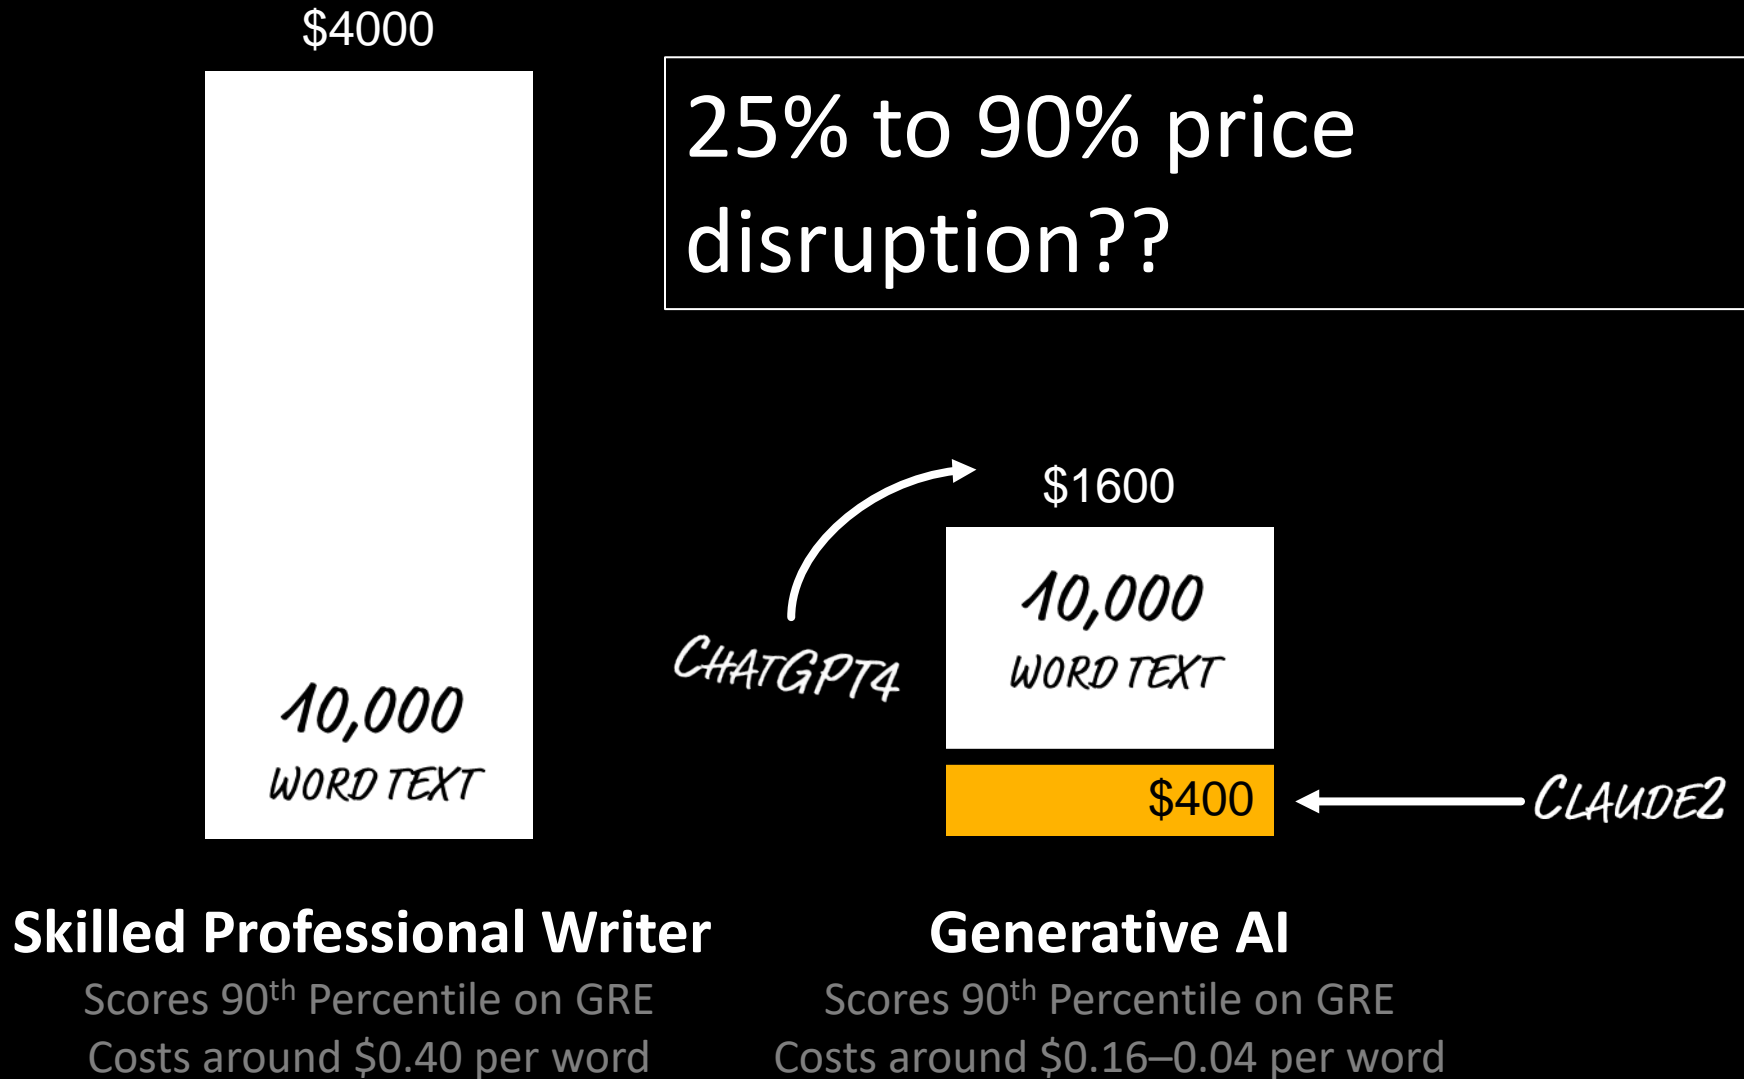 $4000
25% to 90% price
disruption??
$1600
10,000
WORD TEXT
CHATGPT4
10,000
WORD TEXT
$400
CLAUDE2
Skilled Professional Writer
Scores 90th Percentile on GRE
Costs around $0.40 per word
Generative AI
Scores 90th Percentile on GRE
Costs around $0.16–0.04 per word